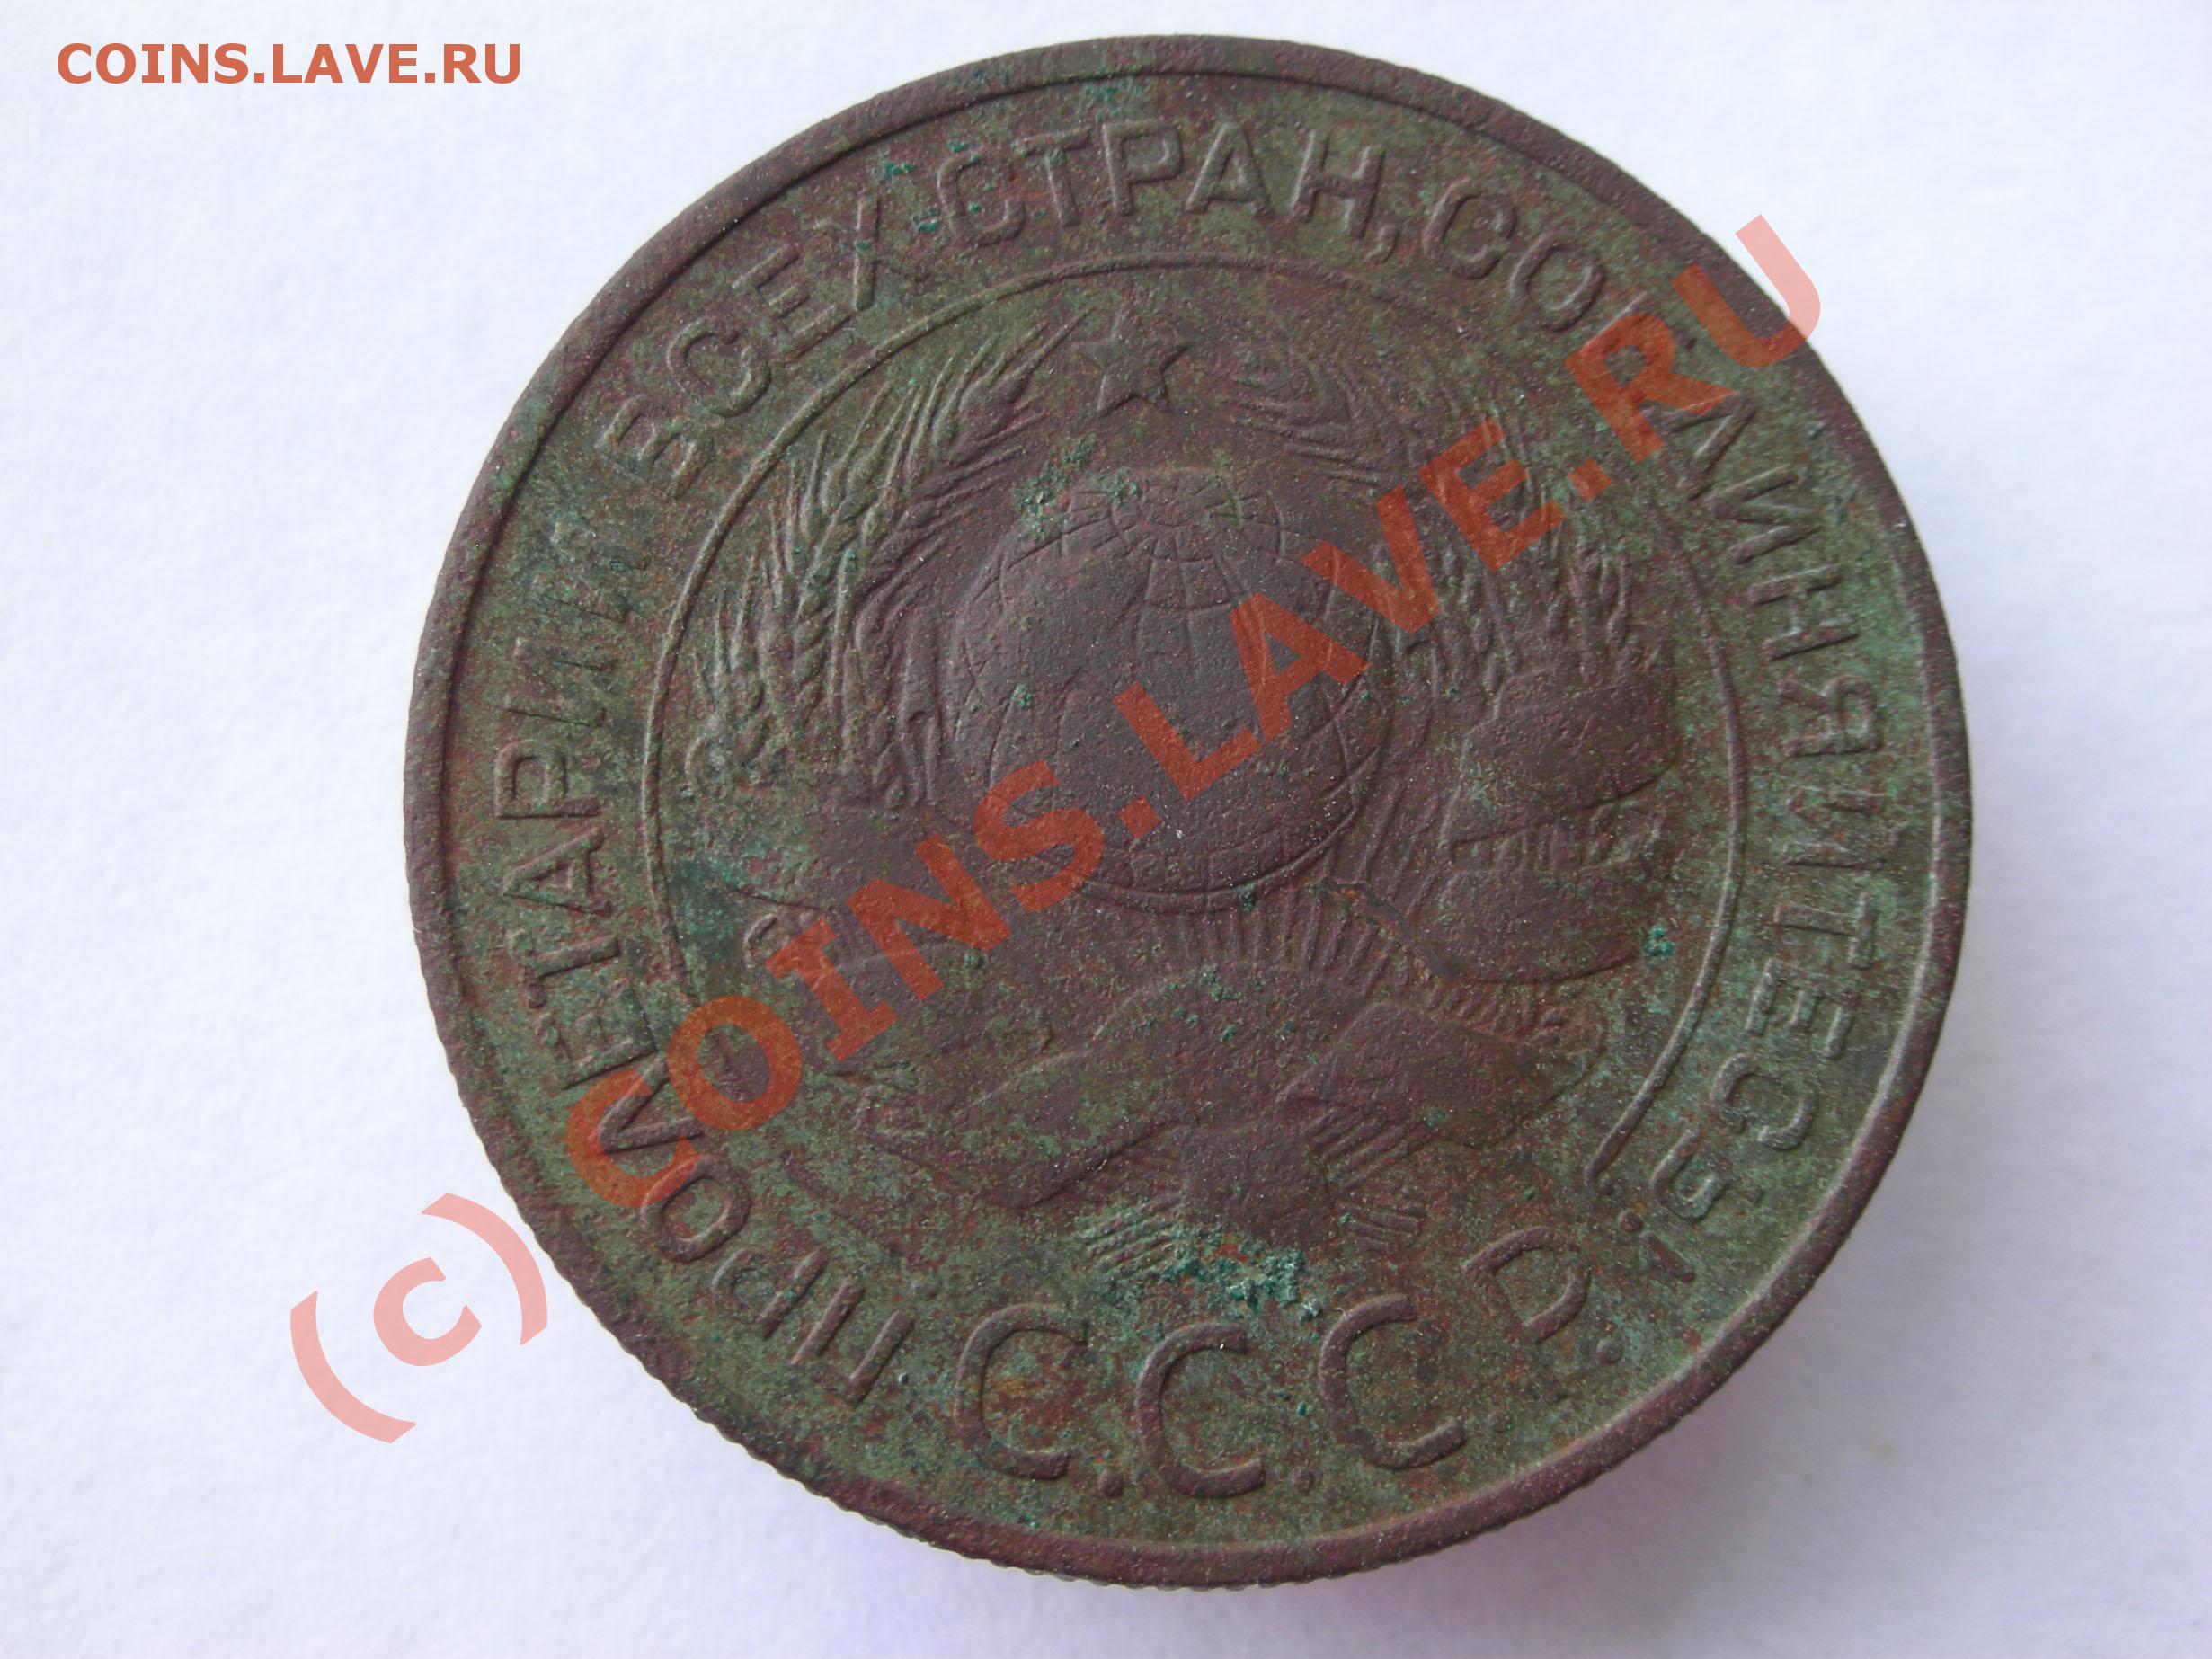 COINS.LAVE.RU
ПРОЛЕТАРИИ ВСЕХ СТРАН, СОЕДИНЯЙТЕСЬ!
С.С.С.Р.
(c) COINS.LAVE.RU